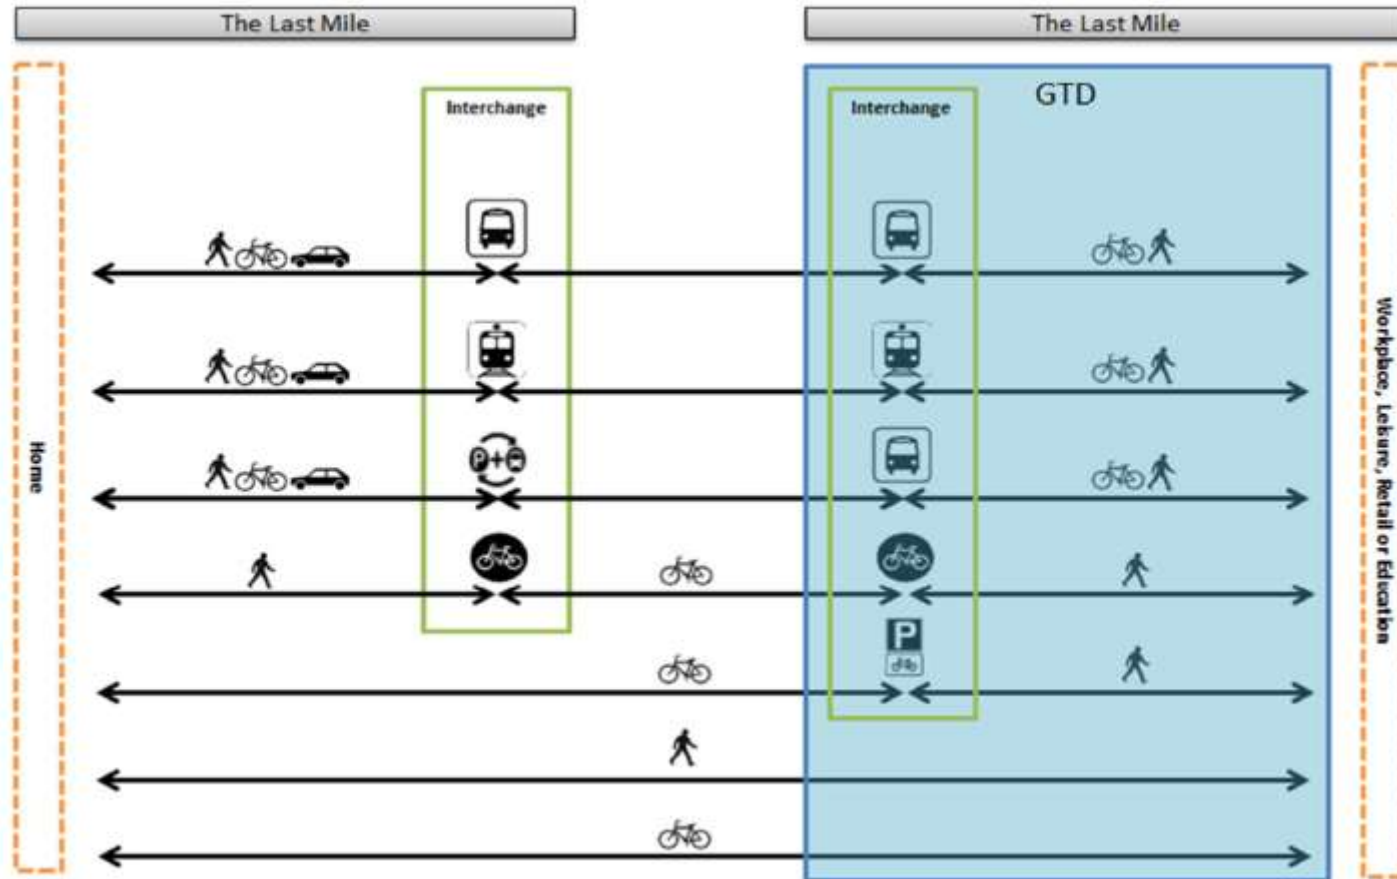 The Last Mile
The Last Mile
GTD
Interchange
Interchange
P+
P
Home
Workplace, Leisure, Retail or Education